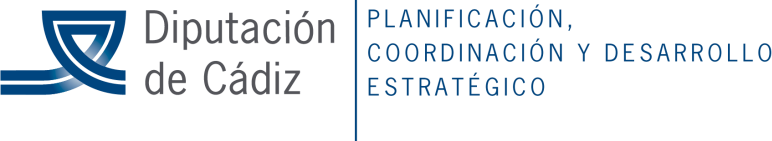 Diputación
de Cádiz
PLANIFICACIÓN,
COORDINACIÓN Y DESARROLLO
ESTRATÉGICO